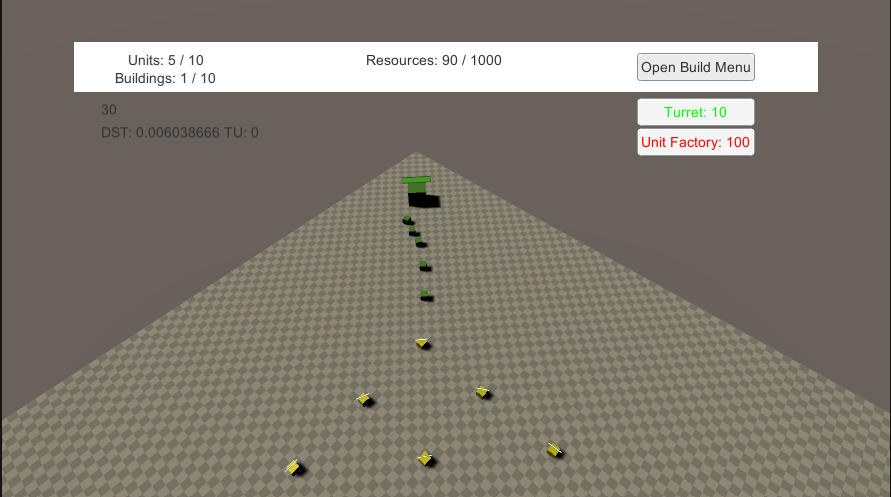 Units: 5 / 10
Buildings: 1 / 10
Resources: 90 / 1000
Open Build Menu
30
DST: 0.006038666 TU: 0
Turret: 10
Unit Factory: 100